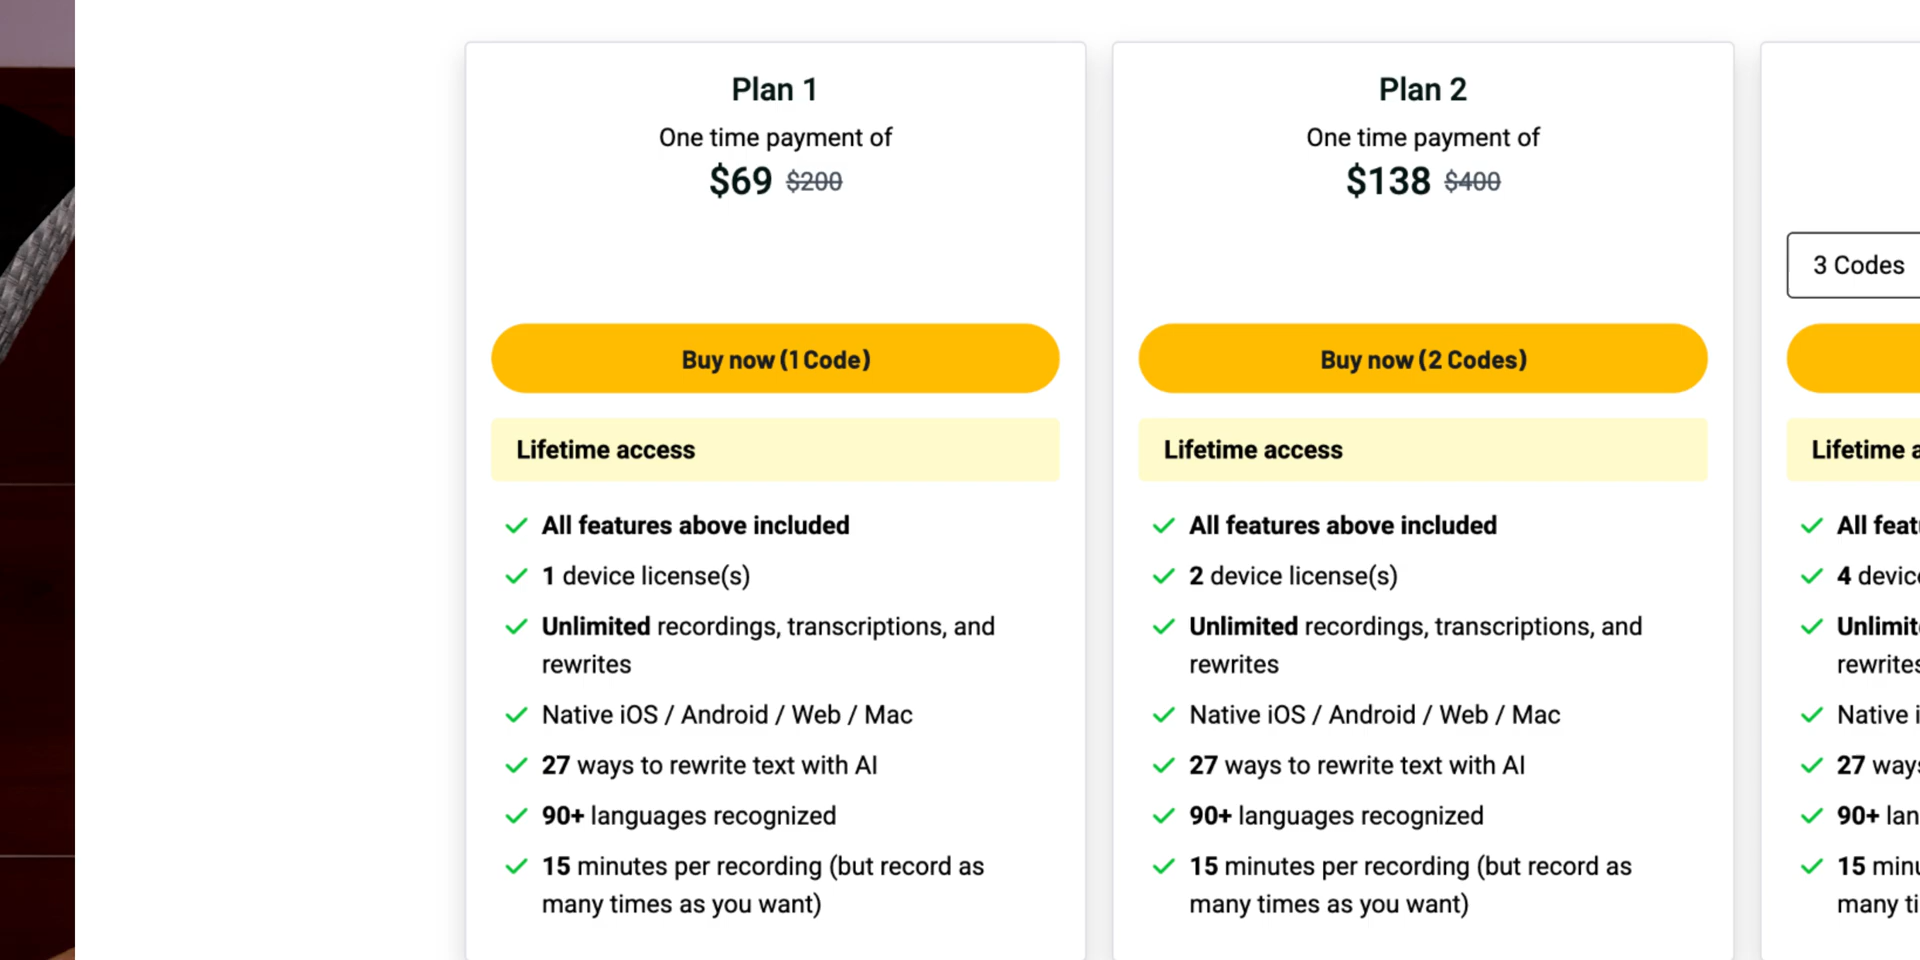 Plan 1
One time payment of
$69 $200
Buy now (1 Code)
Lifetime access
All features above included
1 device license(s)
Unlimited recordings, transcriptions, and
rewrites
Native iOS / Android / Web / Mac
27 ways to rewrite text with AI
90+ languages recognized
15 minutes per recording (but record as
many times as you want)
Plan 2
One time payment of
$138 $400
Buy now (2 Codes)
Lifetime access
All features above included
2 device license(s)
Unlimited recordings, transcriptions, and
rewrites
Native iOS / Android / Web / Mac
27 ways to rewrite text with AI
90+ languages recognized
15 minutes per recording (but record as
many times as you want)
3 Codes
Lifetime
All
4
rewrites
Native
27
90+
15
many